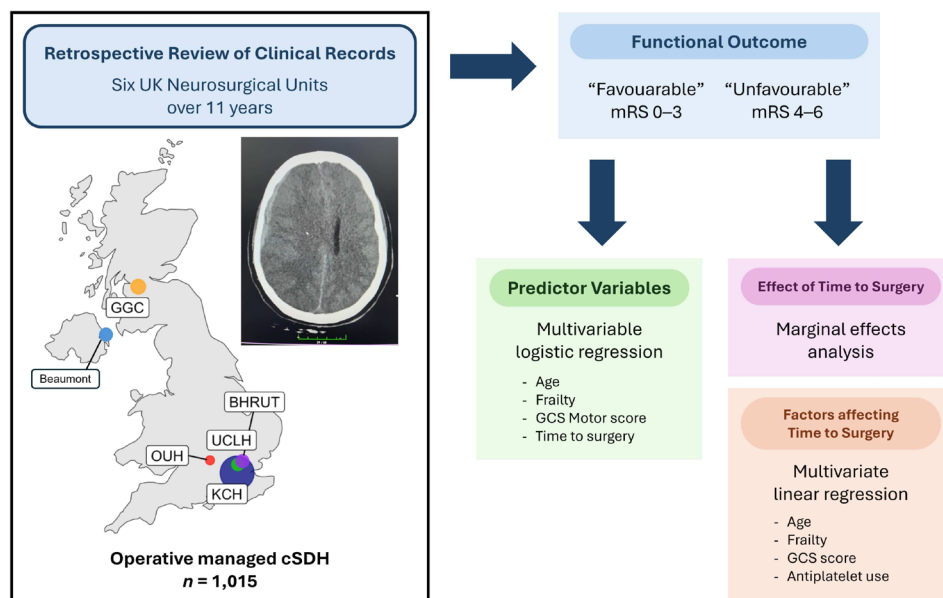 Retrospective Review of Clinical Records
Six UK Neurosurgical Units
over 11 years
GGC
Beaumont
BHRUT
UCLH
OUH
KCH
Operative managed cSDH
n = 1,015
Functional Outcome
“Favouarable”
mRS 0–3
“Unfavourable”
mRS 4–6
Predictor Variables
Multivariable
logistic regression
- Age
- Frailty
- GCS Motor score
- Time to surgery
Effect of Time to Surgery
Marginal effects
analysis
Factors affecting
Time to Surgery
Multivariate
linear regression
- Age
- Frailty
- GCS score
- Antiplatelet use